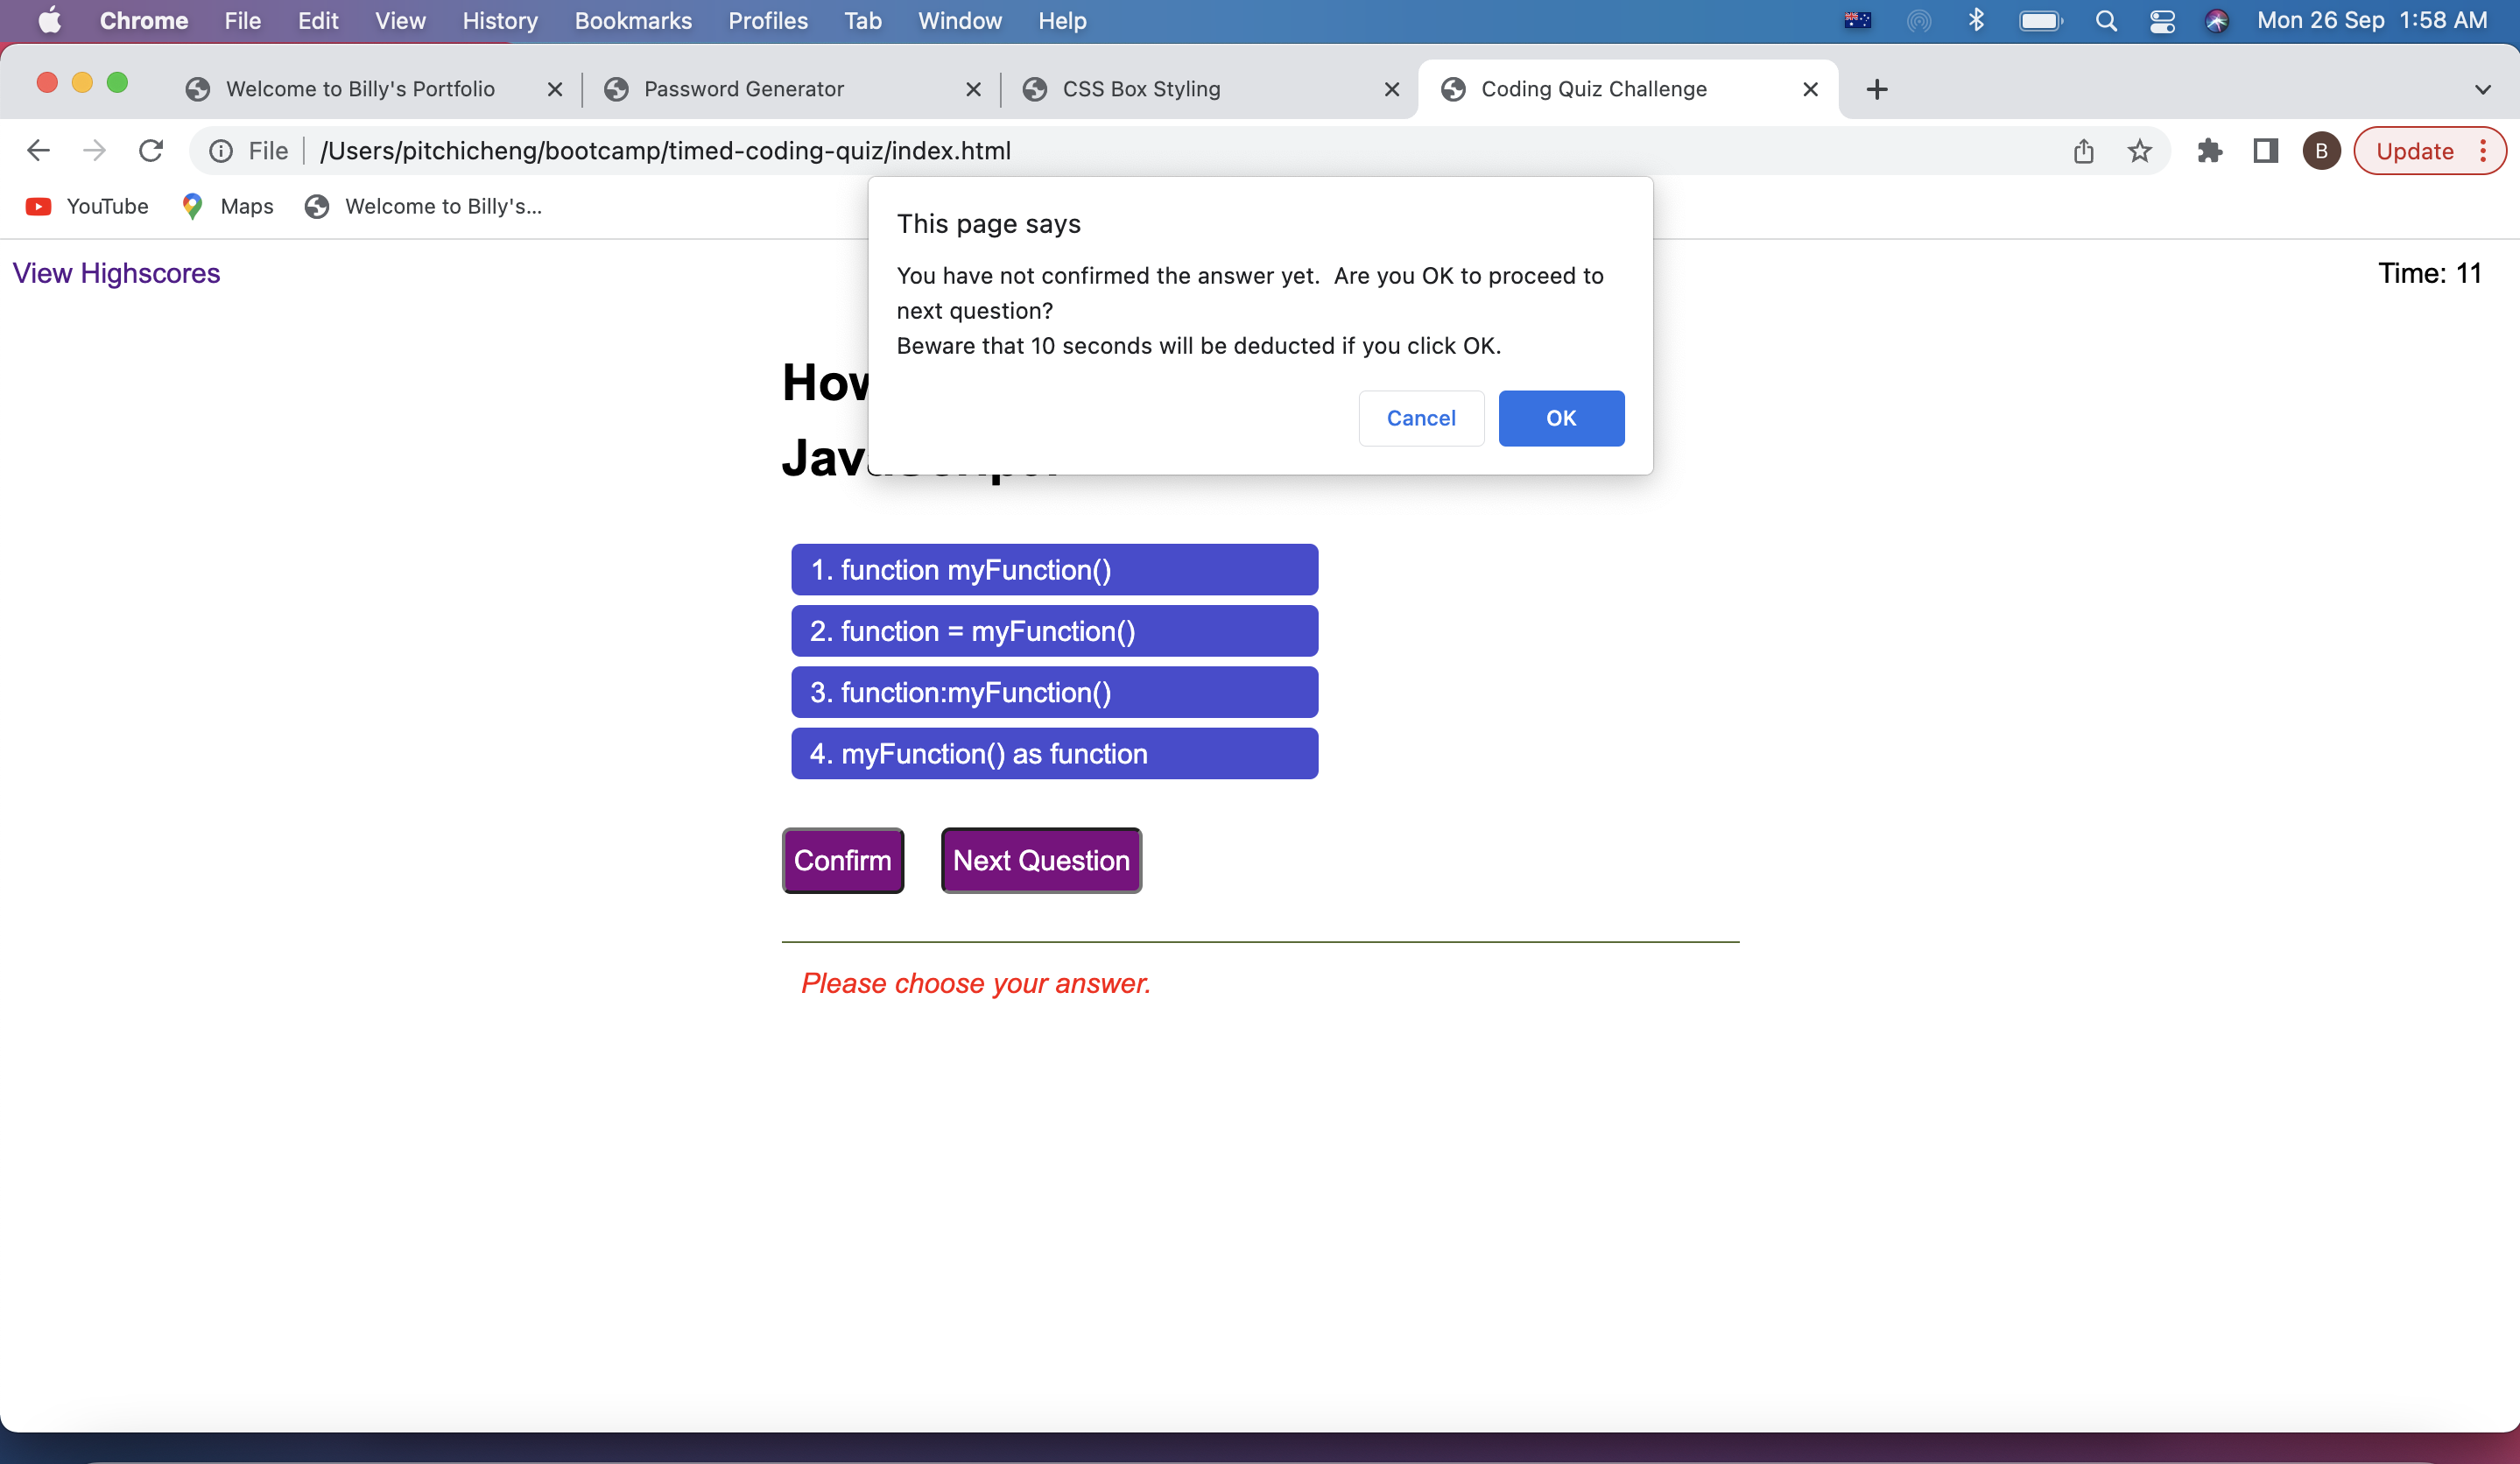 Chrome File Edit View History Bookmarks Profiles Tab Window Help Mon 26 Sep 1:58 AM
Welcome to Billy's Portfolio Password Generator CSS Box Styling Coding Quiz Challenge
File /Users/pitchicheng/bootcamp/timed-coding-quiz/index.html B Update
YouTube Maps Welcome to Billy's...
This page says
You have not confirmed the answer yet. Are you OK to proceed to
next question?
Beware that 10 seconds will be deducted if you click OK.
Cancel OK
View Highscores Time: 11
1. function myFunction()
2. function = myFunction()
3. function:myFunction()
4. myFunction() as function
Confirm Next Question
Please choose your answer.